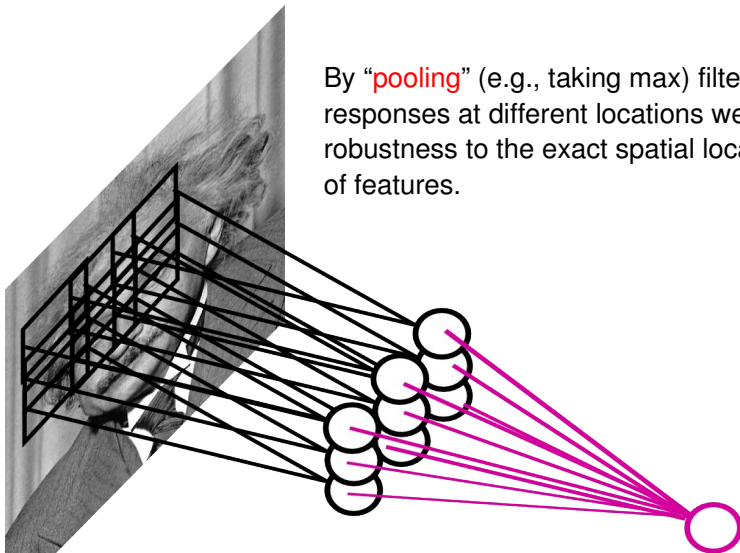 By “pooling” (e.g., taking max) filte
responses at different locations we
robustness to the exact spatial loca
of features.